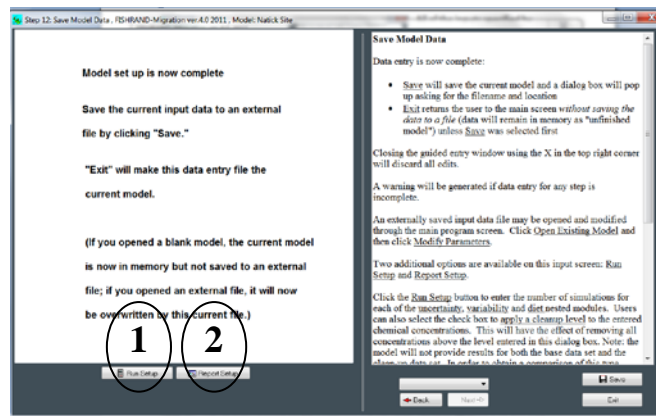 Step 12: Save Model Data , FISHRAND-Migration ver.4.0 2011 , Model: Natick Site
Model set up is now complete
Save the current input data to an external
file by clicking "Save."
"Exit" will make this data entry file the
current model.
(If you opened a blank model, the current model
is now in memory but not saved to an external
file; if you opened an external file, it will now
be overwritten by this current file.)
1
2
Run Setup
Report Setup
Save Model Data
Data entry is now complete:
• Save will save the current model and a dialog box will pop
up asking for the filename and location
• Exit returns the user to the main screen without saving the
data to a file (data will remain in memory as "unfinished
model") unless Save was selected first
Closing the guided entry window using the X in the top right corner
will discard all edits.
A warning will be generated if data entry for any step is
incomplete.
An externally saved input data file may be opened and modified
through the main program screen. Click Open Existing Model and
then click Modify Parameters.
Two additional options are available on this input screen: Run
Setup and Report Setup.
Click the Run Setup button to enter the number of simulations for
each of the uncertainty, variability and diet nested modules. Users
can also select the check box to apply a cleanup level to the entered
chemical concentrations. This will have the effect of removing all
concentrations above the level entered in this dialog box. Note: the
model will not provide results for both the base data set and the
clean up data set. In order to obtain a comparison of this type
Save
Back
Next
Exit